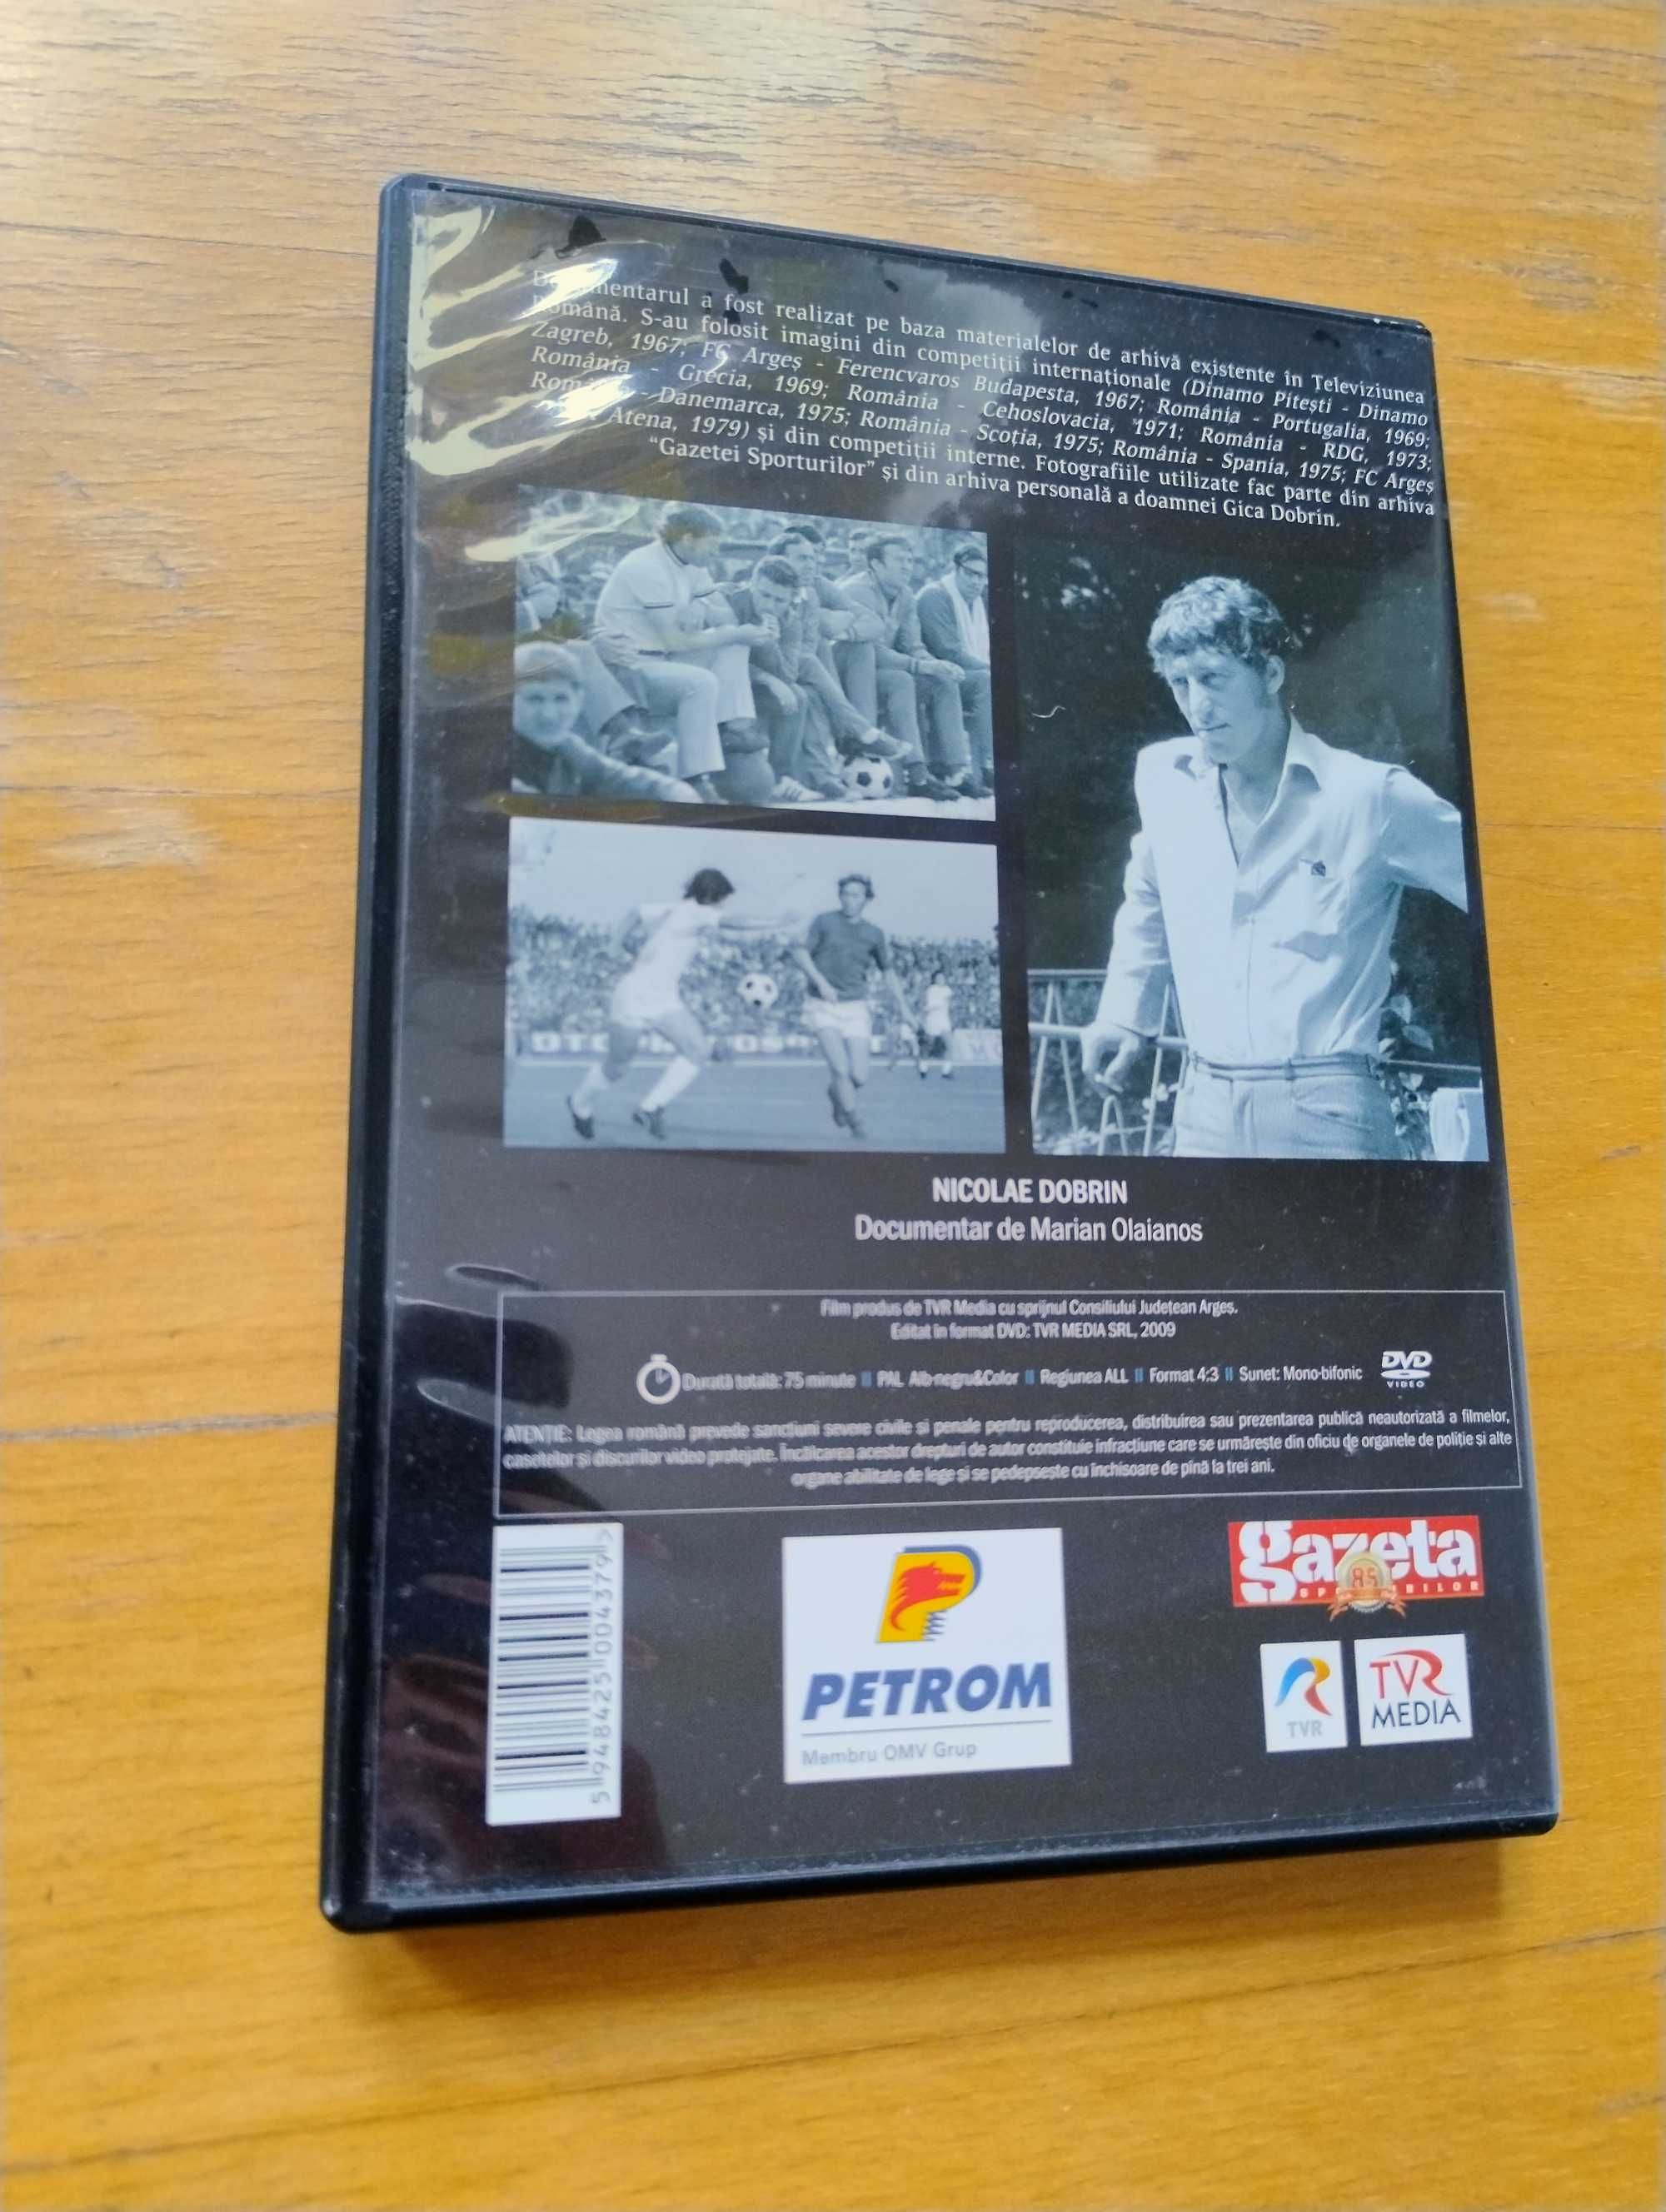 a fost realizat pe baza materialelor de arhivă existente în Televiziunea
Română. S-au folosit imagini din competiții internaționale (Dinamo Pitești - Dinamo
Zagreb, 1967; FC Argeș - Ferencvaros Budapesta, 1967; România - Portugalia, 1969;
România - Grecia, 1969; România - Cehoslovacia, 1971; România - RDG, 1973;
Danemarca, 1975; România - Scoția, 1975; România - Spania, 1975; FC Argeș
Atena, 1979) și din competiții interne. Fotografiile utilizate fac parte din arhiva
“Gazetei Sporturilor” și din arhiva personală a doamnei Gica Dobrin.
NICOLAE DOBRIN
Documentar de Marian Olaianos
Film produs de TVR Media cu sprijnul Consiliului Județean Argeș.
Editat în format DVD: TVR MEDIA SRL, 2009
Durată totală: 75 minute || PAL Alb-negru&Color || Regiunea ALL || Format 4:3 || Sunet: Mono-bifonic
DVD
VIDEO
ATENȚIE: Legea română prevede sancțiuni severe civile și penale pentru reproducerea, distribuirea sau prezentarea publică neautorizată a filmelor,
casetelor și discurilor video protejate. Încălcarea acestor drepturi de autor constituie infracțiune care se urmărește din oficiu de organele de poliție si alte
organe abilitate de lege și se pedepsește cu închisoare de pînă la trei ani.
5 948425 004379 >
PETROM
Membru OMV Grup
gazeta
85
TVR
TVR
MEDIA